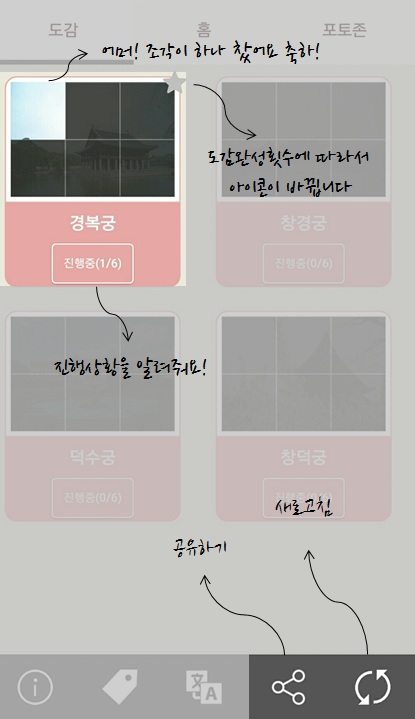 도감
홈
포토존
어머! 조각이 하나 찼어요 축하!
도감완성횟수에 따라서
아이콘이 바뀝니다
경복궁
진행중(1/6)
창경궁
진행중(0/6)
진행상황을 알려줘요!
덕수궁
진행중(0/6)
창덕궁
새로고침
공유하기
A